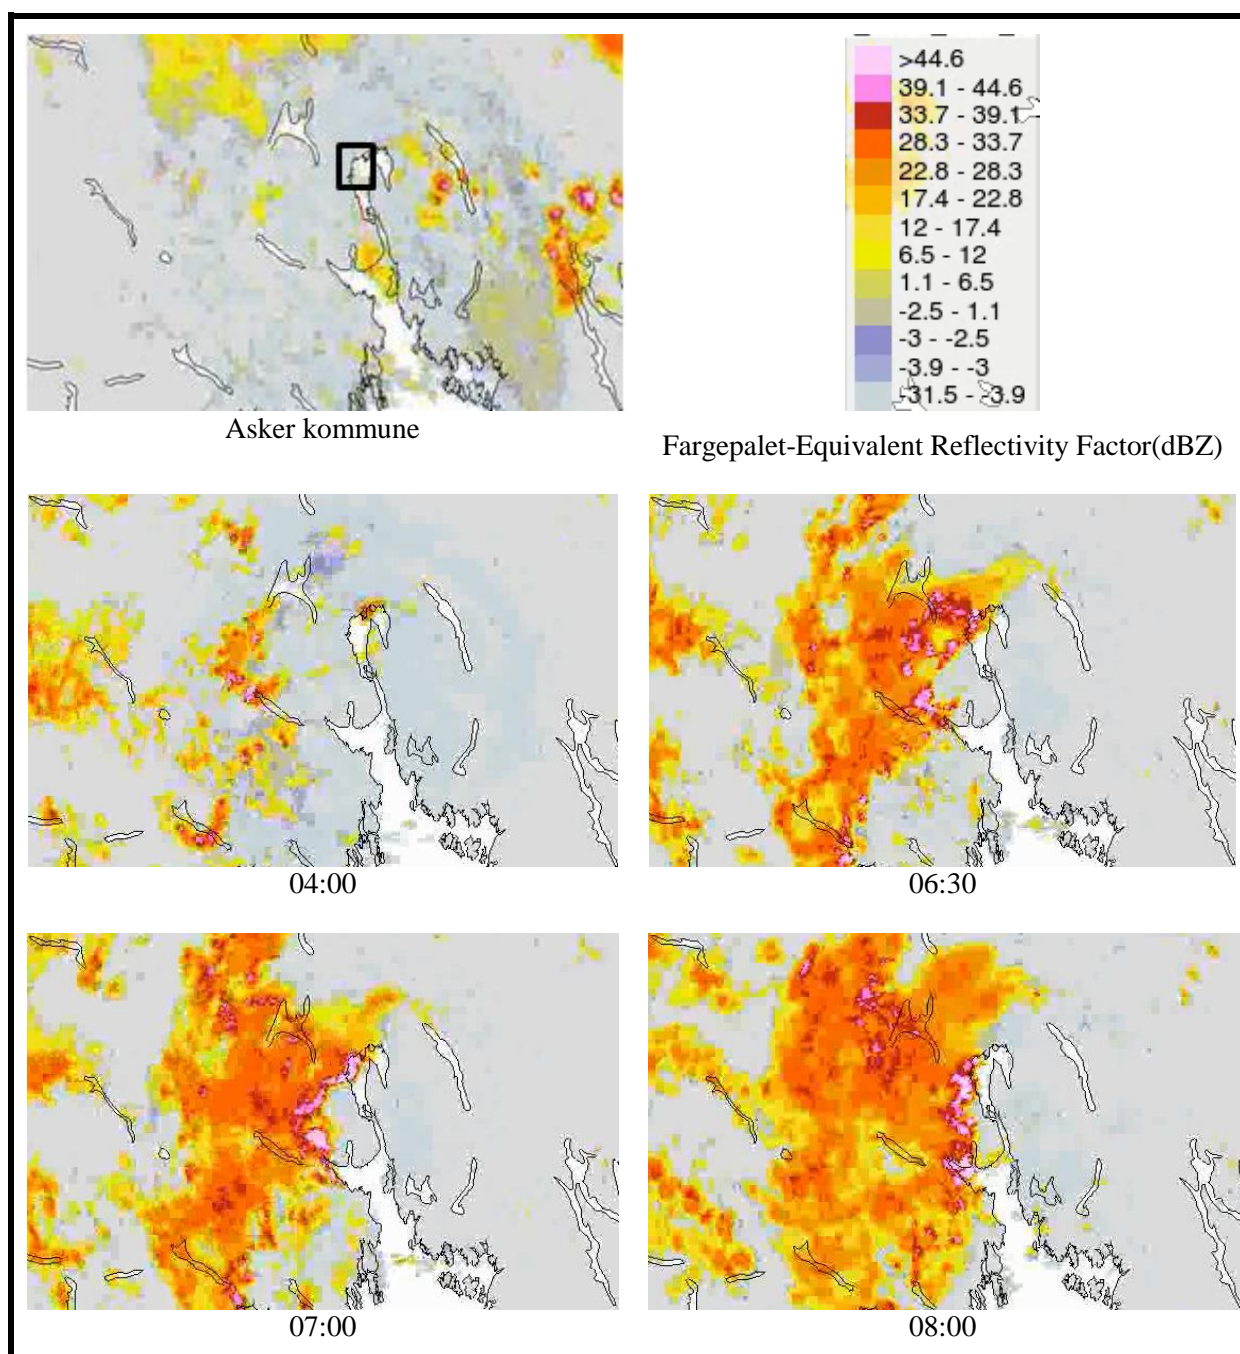 >44.6
39.1 - 44.6
33.7 - 39.1
28.3 - 33.7
22.8 - 28.3
17.4 - 22.8
12 - 17.4
6.5 - 12
1.1 - 6.5
-2.5 - 1.1
-3 - -2.5
-3.9 - -3
-31.5 - -3.9
Asker kommune
Fargepalet-Equivalent Reflectivity Factor(dBZ)
04:00
06:30
07:00
08:00